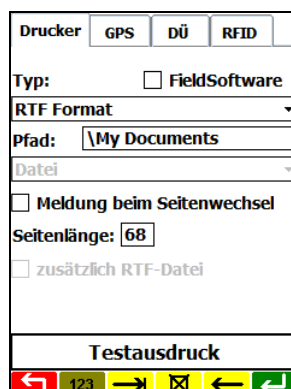 Drucker GPS DÜ RFID
Typ: FieldSoftware
RTF Format
Pfad: \My Documents
Datei
Meldung beim Seitenwechsel
Seitenlänge: 68
zusätzlich RTF-Datei
Testausdruck
123